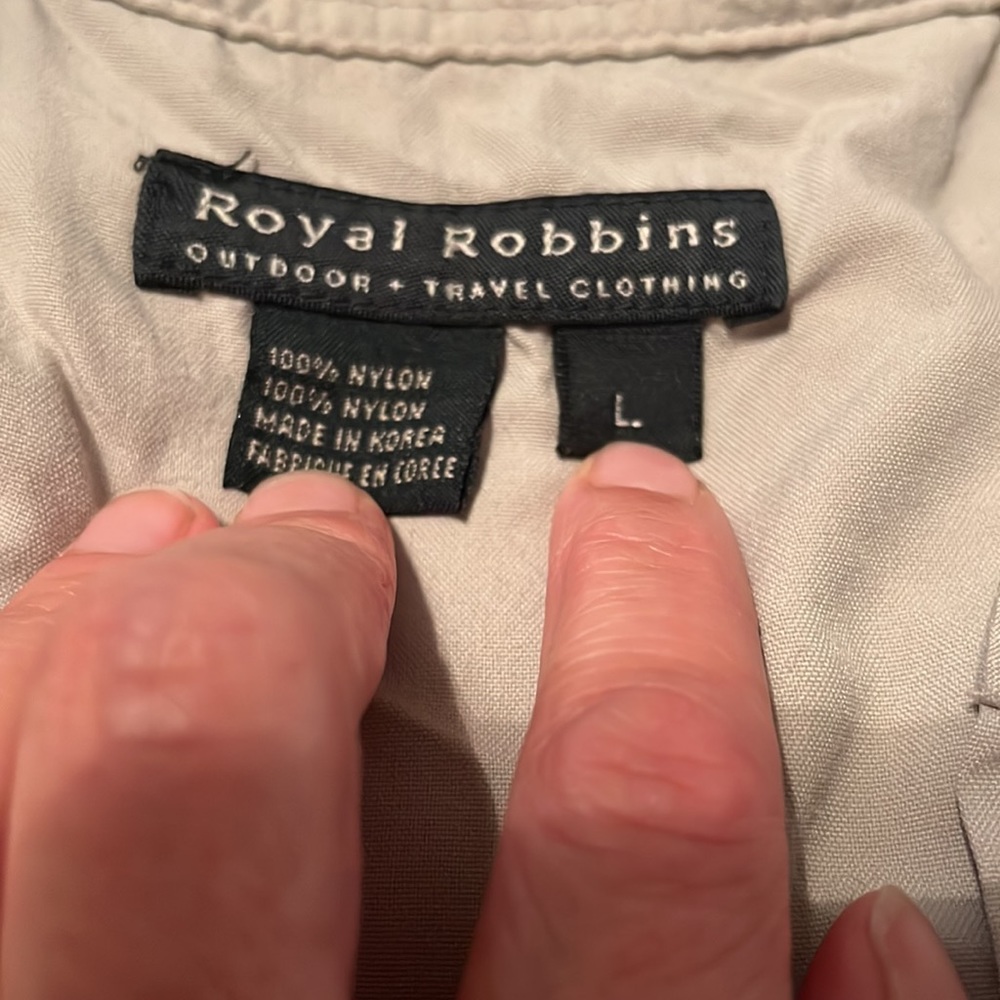 Royal Robbins
OUTDOOR + TRAVEL CLOTHING
100% NYLON
100% NYLON
MADE IN KOREA
FABRIQUE EN COREE
L